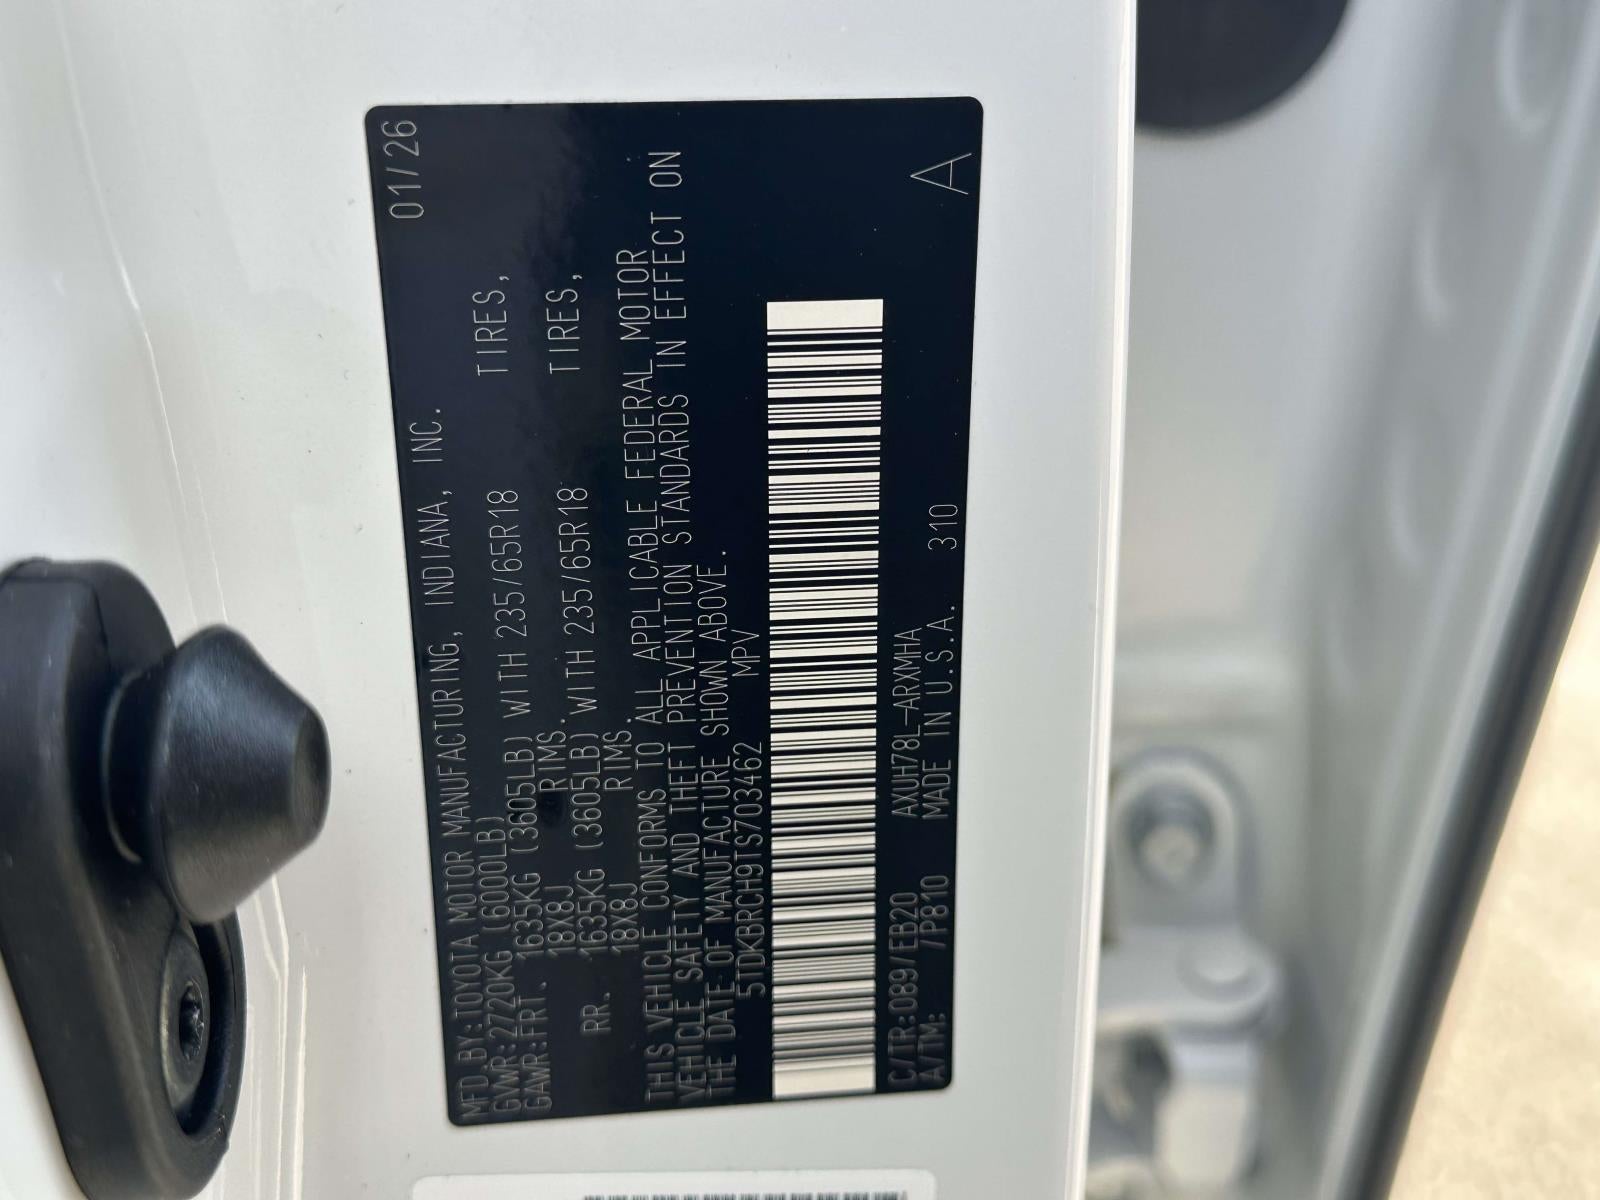 MFD.BY:TOYOTA MOTOR MANUFACTURING, INDIANA, INC. 01/26
GVWR:2720KG (6000LB)
GAWR:FRT. 1635KG (3605LB) WITH 235/65R18 TIRES,
18X8J RIMS.
RR. 1635KG (3605LB) WITH 235/65R18 TIRES,
18X8J RIMS.
THIS VEHICLE CONFORMS TO ALL APPLICABLE FEDERAL MOTOR
VEHICLE SAFETY AND THEFT PREVENTION STANDARDS IN EFFECT ON
THE DATE OF MANUFACTURE SHOWN ABOVE.
5TDKBRCH9TS703462 MPV
C/TR:089/EB20 AXUH78L-ARXMHA
A/TM: /P810 MADE IN U.S.A. 310 A